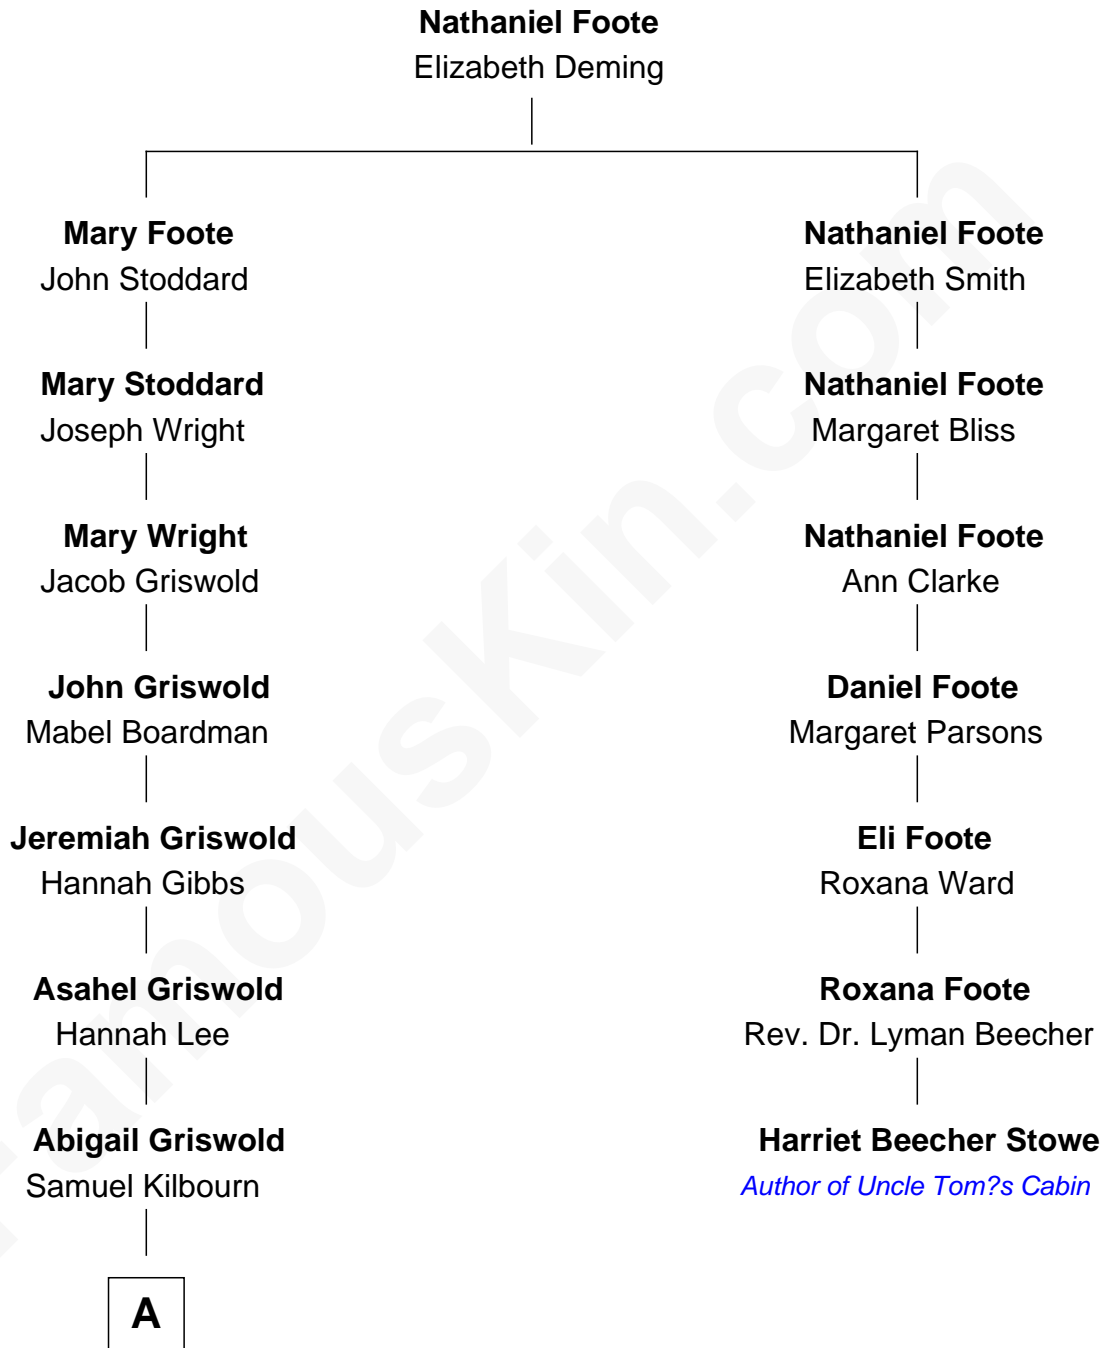 Nathaniel Foote
Elizabeth Deming
Mary Foote
John Stoddard
Nathaniel Foote
Elizabeth Smith
Mary Stoddard
Joseph Wright
Nathaniel Foote
Margaret Bliss
Mary Wright
Jacob Griswold
Nathaniel Foote
Ann Clarke
John Griswold
Mabel Boardman
Daniel Foote
Margaret Parsons
Jeremiah Griswold
Hannah Gibbs
Eli Foote
Roxana Ward
Asahel Griswold
Hannah Lee
Roxana Foote
Rev. Dr. Lyman Beecher
Abigail Griswold
Samuel Kilbourn
Harriet Beecher Stowe
Author of Uncle Tom?s Cabin
A
FamousKin.com